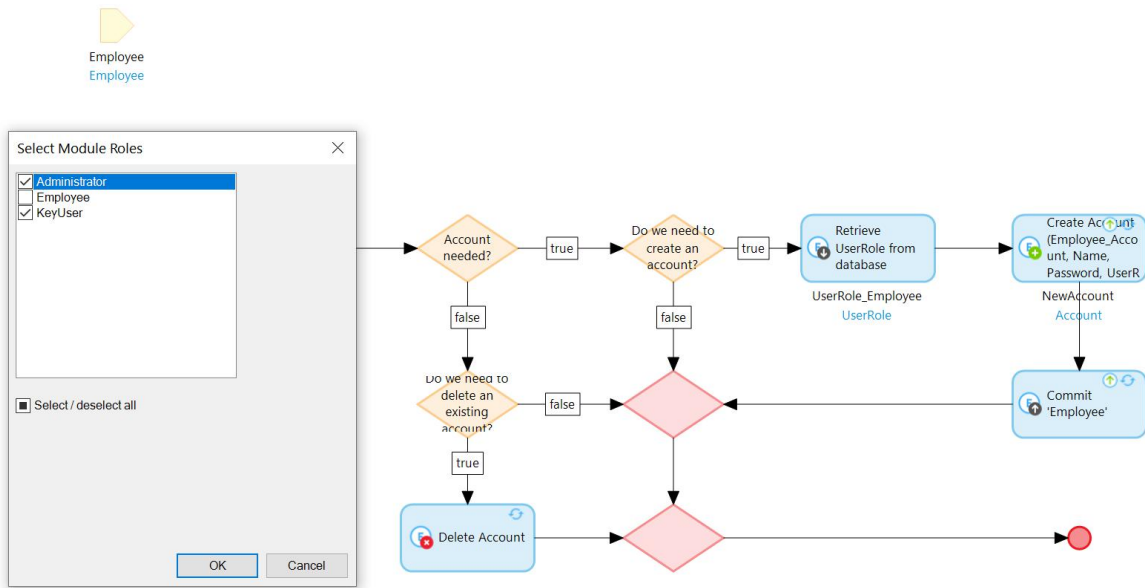 Employee
Employee
Select Module Roles
Administrator
Employee
KeyUser
Select / deselect all
OK
Cancel
Account
needed?
true
Do we need to
create an
account?
true
Retrieve
UserRole from
database
UserRole_Employee
UserRole
Create Account
(Employee_Acco
unt, Name,
Password, UserR
NewAccount
Account
false
false
Do we need to
delete an
existing
account?
false
Commit
'Employee'
true
Delete Account